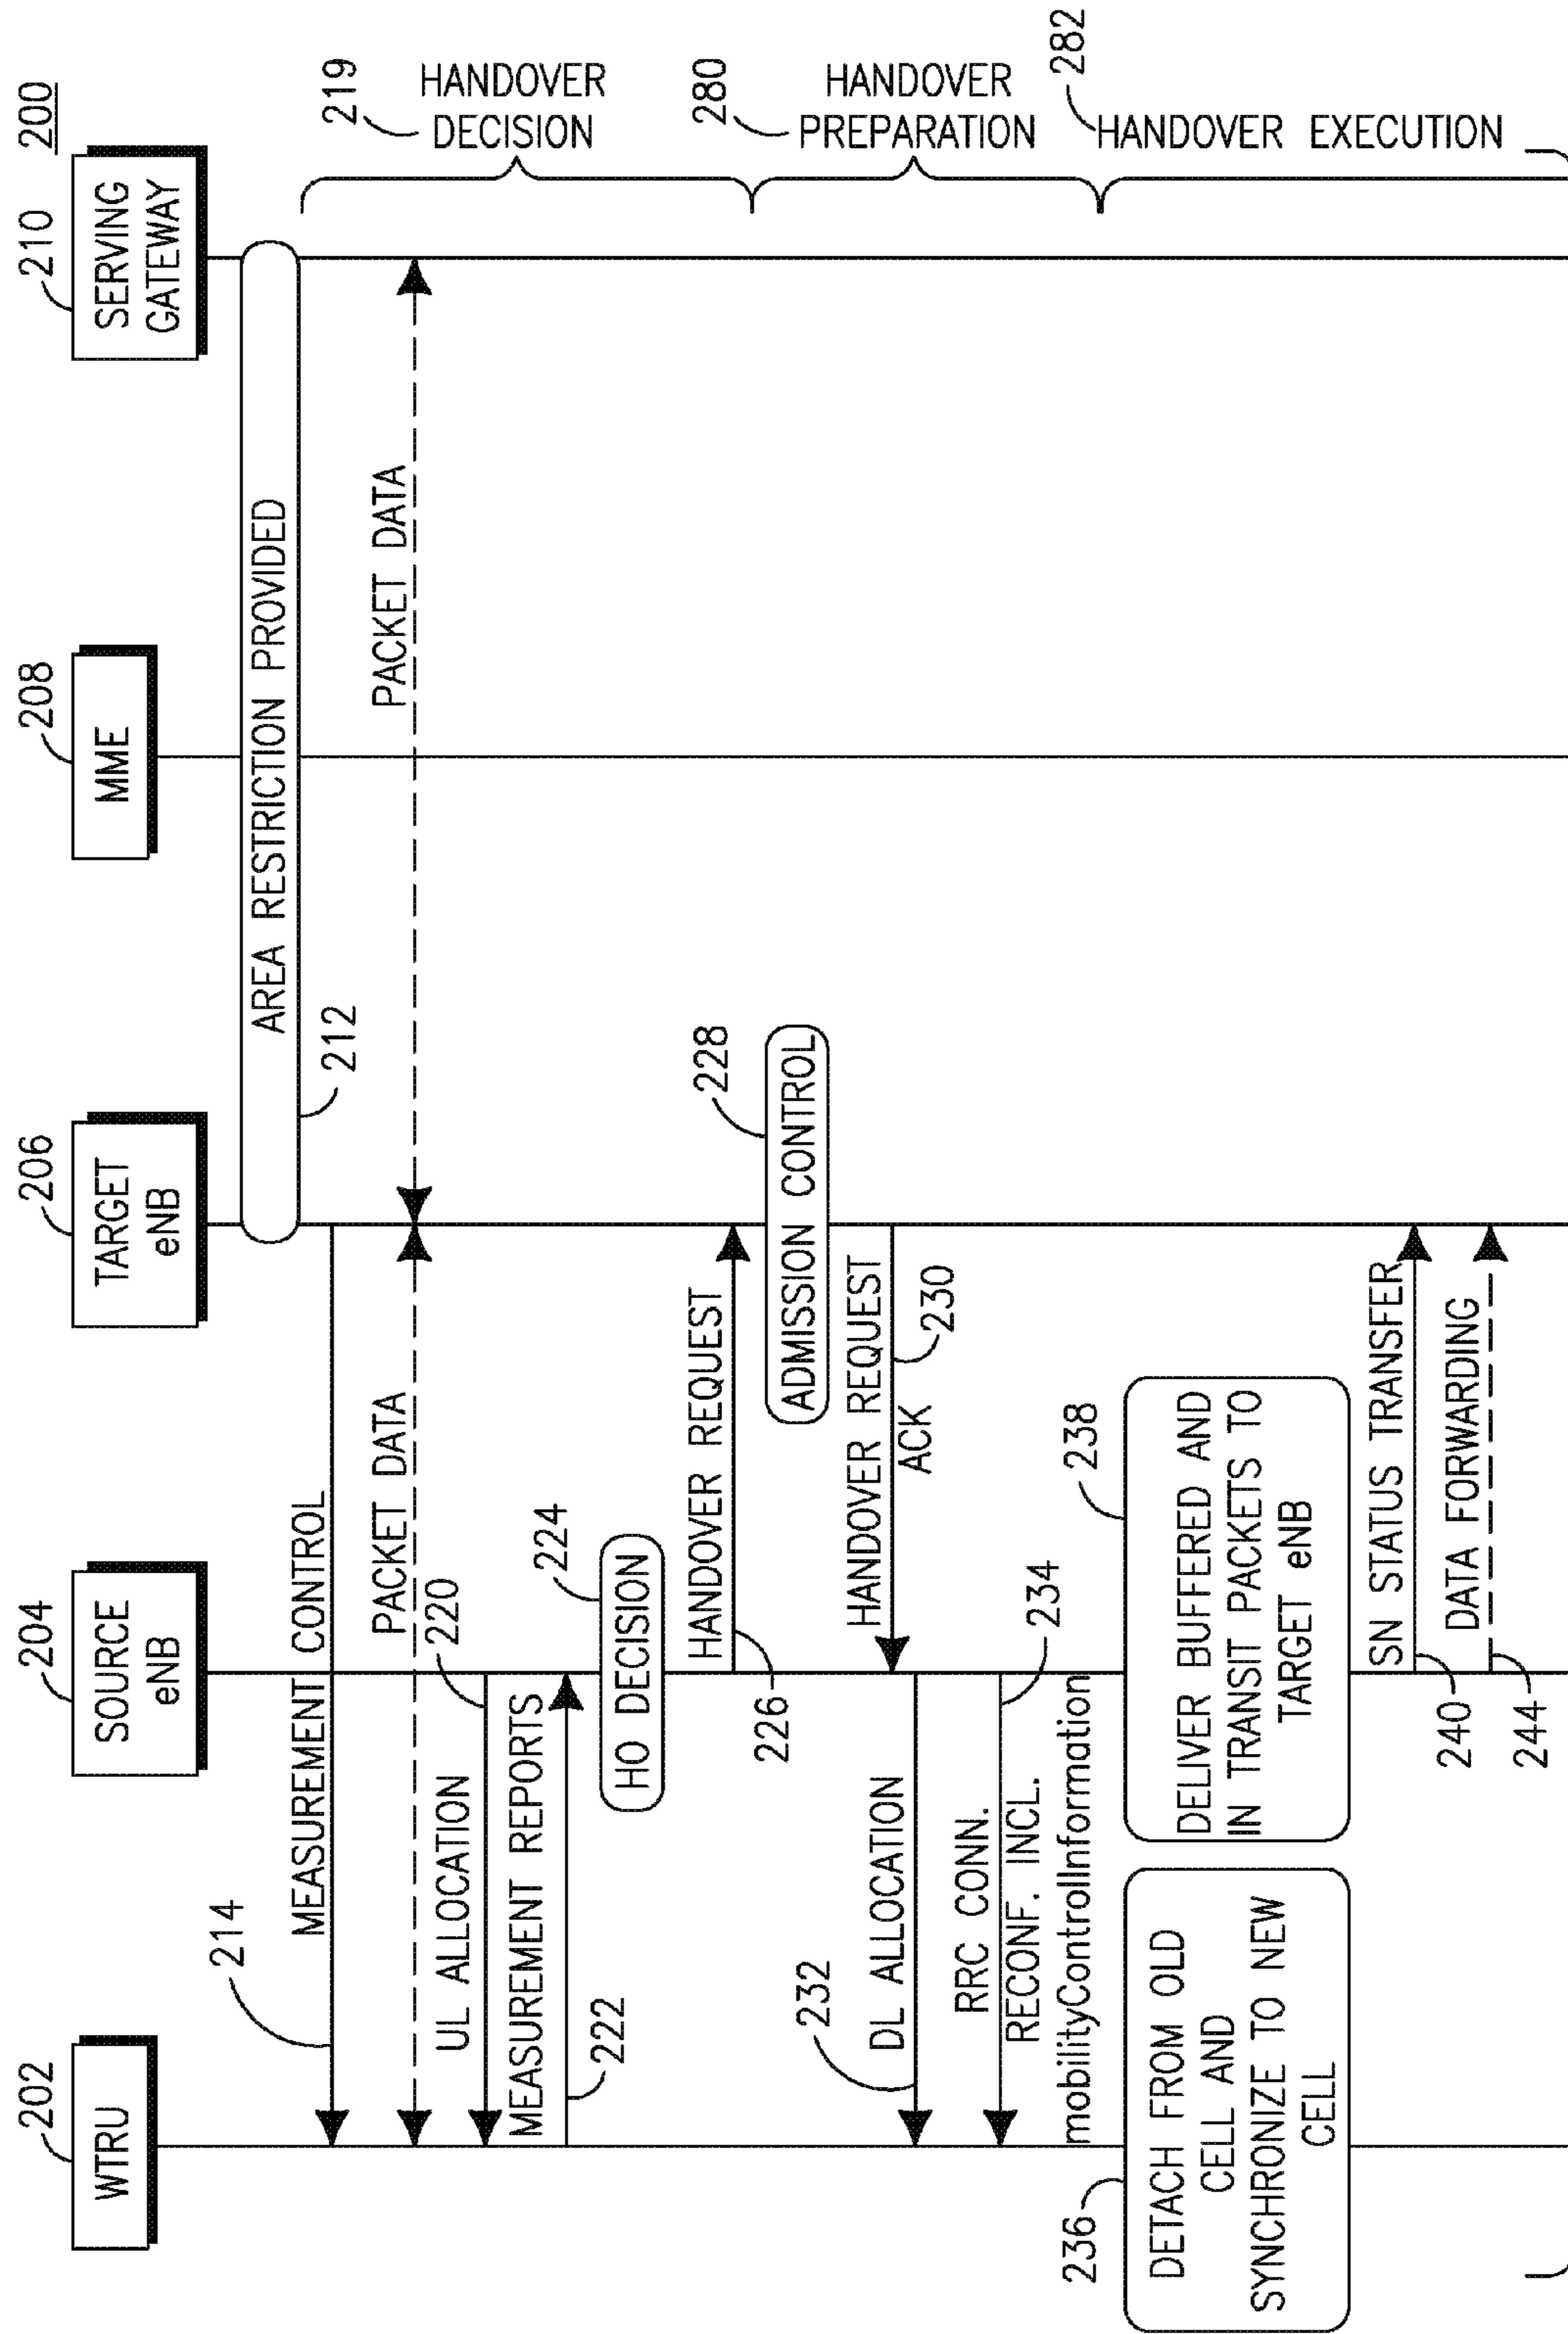 200
202
WTRU
204
SOURCE
eNB
206
TARGET
eNB
208
MME
210
SERVING
GATEWAY
AREA RESTRICTION PROVIDED
212
219
HANDOVER
DECISION
214
MEASUREMENT CONTROL
PACKET DATA
PACKET DATA
UL ALLOCATION
220
MEASUREMENT REPORTS
222
224
HO DECISION
HANDOVER REQUEST
226
280
HANDOVER
PREPARATION
228
ADMISSION CONTROL
HANDOVER REQUEST
ACK
230
232
DL ALLOCATION
RRC CONN.
RECONF. INCL.
mobilityControlInformation
234
282
HANDOVER EXECUTION
236
DETACH FROM OLD
CELL AND
SYNCHRONIZE TO NEW
CELL
238
DELIVER BUFFERED AND
IN TRANSIT PACKETS TO
TARGET eNB
SN STATUS TRANSFER
240
DATA FORWARDING
244